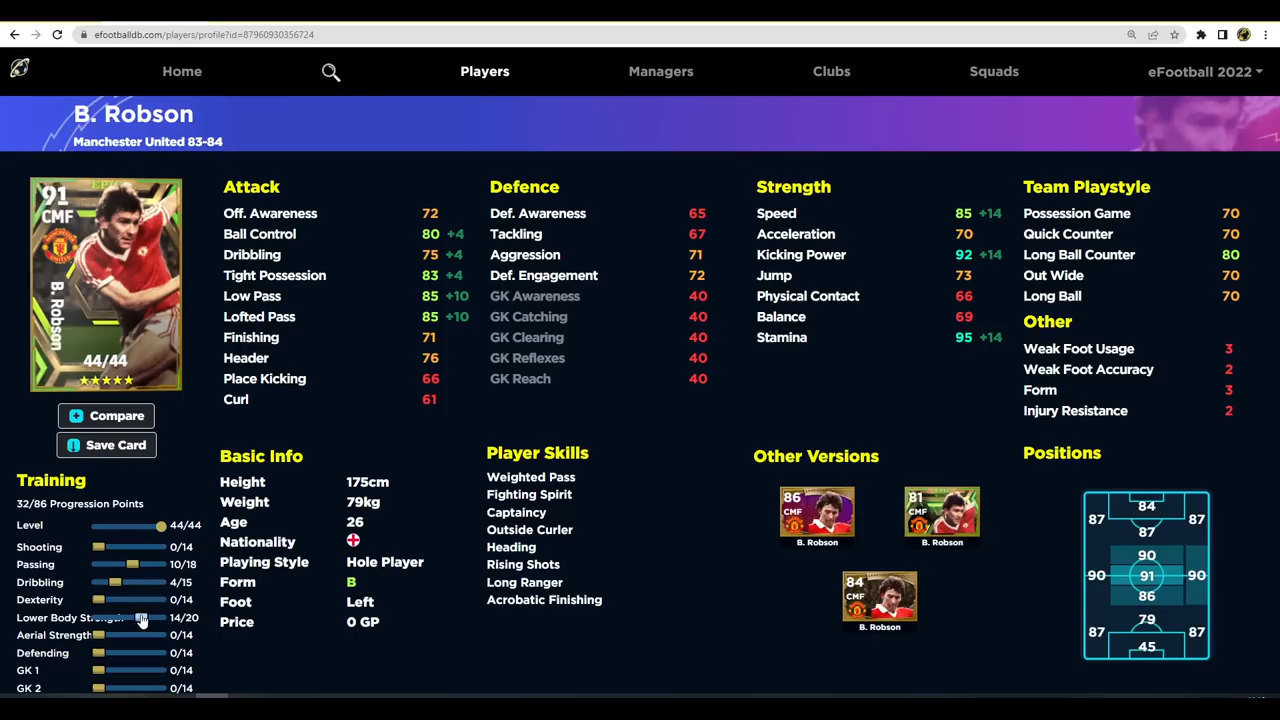 efootballdb.com/players/profile?id=87960930356724
Home
Players
Managers
Clubs
Squads
eFootball 2022
B. Robson
Manchester United 83-84
91
CMF
EPIC
B. Robson
44/44
Compare
Save Card
Attack
Off. Awareness 72
Ball Control 80 +4
Dribbling 75 +4
Tight Possession 83 +4
Low Pass 85 +10
Lofted Pass 85 +10
Finishing 71
Header 76
Place Kicking 66
Curl 61
Defence
Def. Awareness 65
Tackling 67
Aggression 71
Def. Engagement 72
GK Awareness 40
GK Catching 40
GK Clearing 40
GK Reflexes 40
GK Reach 40
Strength
Speed 85 +14
Acceleration 70
Kicking Power 92 +14
Jump 73
Physical Contact 66
Balance 69
Stamina 95 +14
Team Playstyle
Possession Game 70
Quick Counter 70
Long Ball Counter 80
Out Wide 70
Long Ball 70
Other
Weak Foot Usage 3
Weak Foot Accuracy 2
Form 3
Injury Resistance 2
Training
32/86 Progression Points
Level 44/44
Shooting 0/14
Passing 10/18
Dribbling 4/15
Dexterity 0/14
Lower Body Strength 14/20
Aerial Strength 0/14
Defending 0/14
GK 1 0/14
GK 2 0/14
Basic Info
Height 175cm
Weight 79kg
Age 26
Nationality
Playing Style Hole Player
Form B
Foot Left
Price 0 GP
Player Skills
Weighted Pass
Fighting Spirit
Captaincy
Outside Curler
Heading
Rising Shots
Long Ranger
Acrobatic Finishing
Other Versions
86
CMF
B. Robson
81
CMF
B. Robson
84
CMF
B. Robson
Positions
84
87 87
87
90
90 91 90
86
79
87 87
45